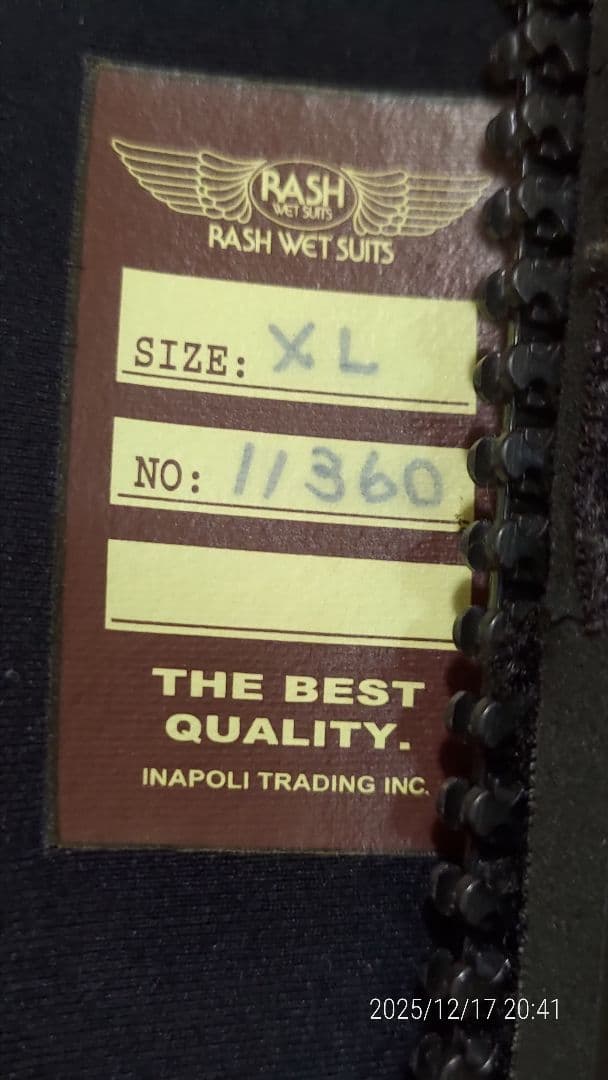 RASH
WET SUITS
RASH WET SUITS
SIZE: XL
NO: 11360
THE BEST
QUALITY.
INAPOLI TRADING INC.
2025/12/17 20:41